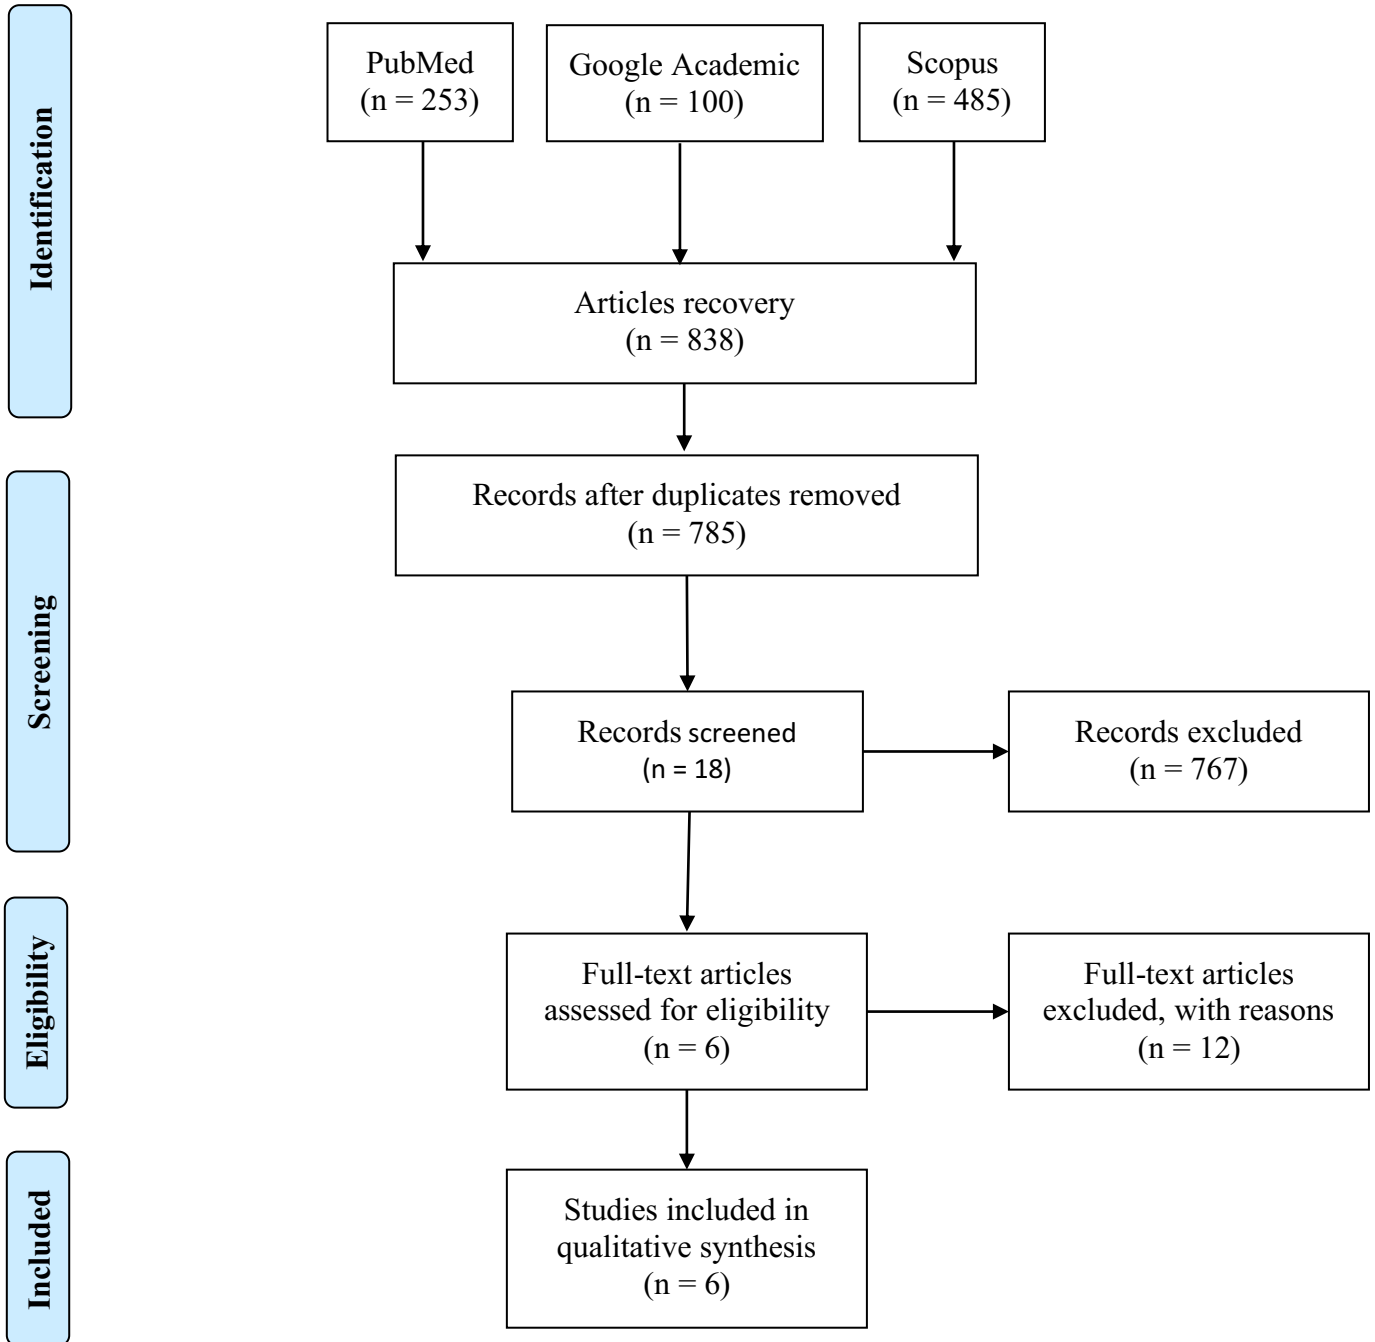 Identification
PubMed
(n = 253)
Google Academic
(n = 100)
Scopus
(n = 485)
Articles recovery
(n = 838)
Screening
Records after duplicates removed
(n = 785)
Records screened
(n = 18)
Records excluded
(n = 767)
Eligibility
Full-text articles
assessed for eligibility
(n = 6)
Full-text articles
excluded, with reasons
(n = 12)
Included
Studies included in
qualitative synthesis
(n = 6)